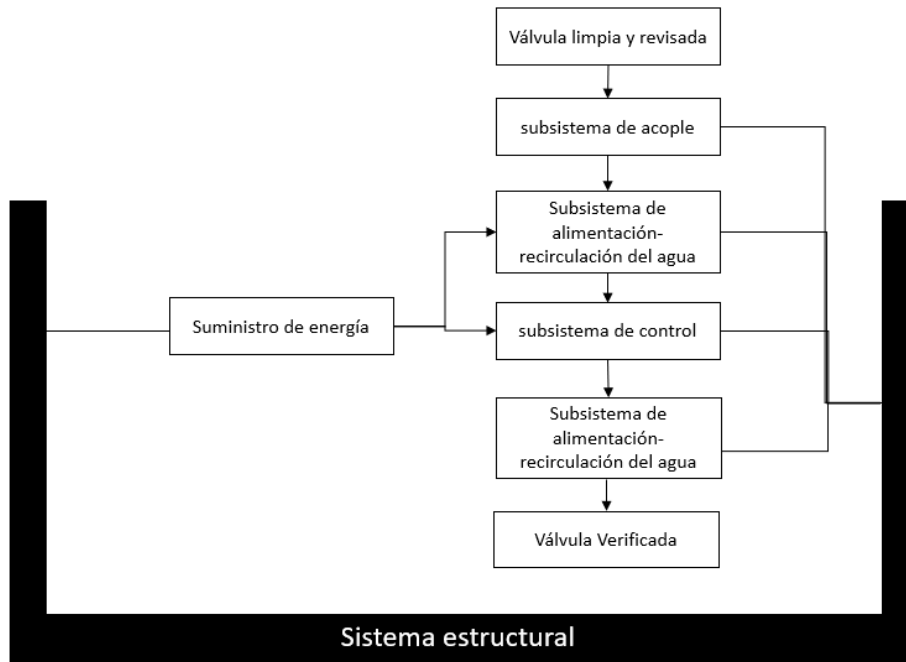 Válvula limpia y revisada
subsistema de acople
Subsistema de
alimentación-
recirculación del agua
Suministro de energía
subsistema de control
Subsistema de
alimentación-
recirculación del agua
Válvula Verificada
Sistema estructural